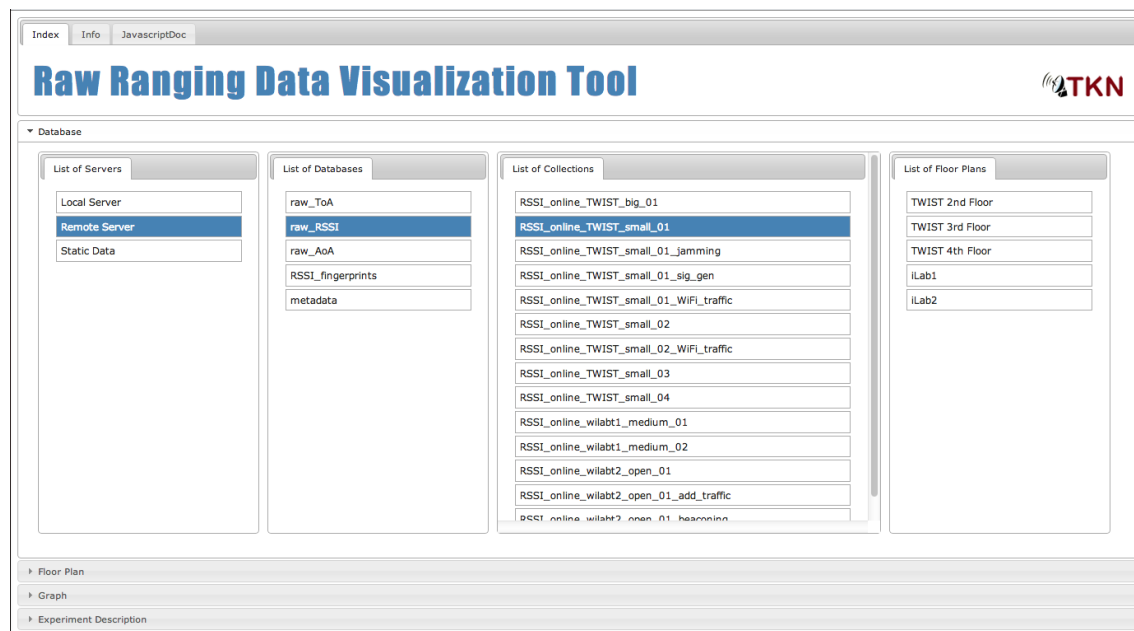 Index Info JavascriptDoc
Raw Ranging Data Visualization Tool
TKN
Database
List of Servers
Local Server
Remote Server
Static Data
List of Databases
raw_ToA
raw_RSSI
raw_AoA
RSSI_fingerprints
metadata
List of Collections
RSSI_online_TWIST_big_01
RSSI_online_TWIST_small_01
RSSI_online_TWIST_small_01_jamming
RSSI_online_TWIST_small_01_sig_gen
RSSI_online_TWIST_small_01_WiFi_traffic
RSSI_online_TWIST_small_02
RSSI_online_TWIST_small_02_WiFi_traffic
RSSI_online_TWIST_small_03
RSSI_online_TWIST_small_04
RSSI_online_wilabt1_medium_01
RSSI_online_wilabt1_medium_02
RSSI_online_wilabt2_open_01
RSSI_online_wilabt2_open_01_add_traffic
RSSI_online_wilabt2_open_01_beaconing
List of Floor Plans
TWIST 2nd Floor
TWIST 3rd Floor
TWIST 4th Floor
iLab1
iLab2
Floor Plan
Graph
Experiment Description